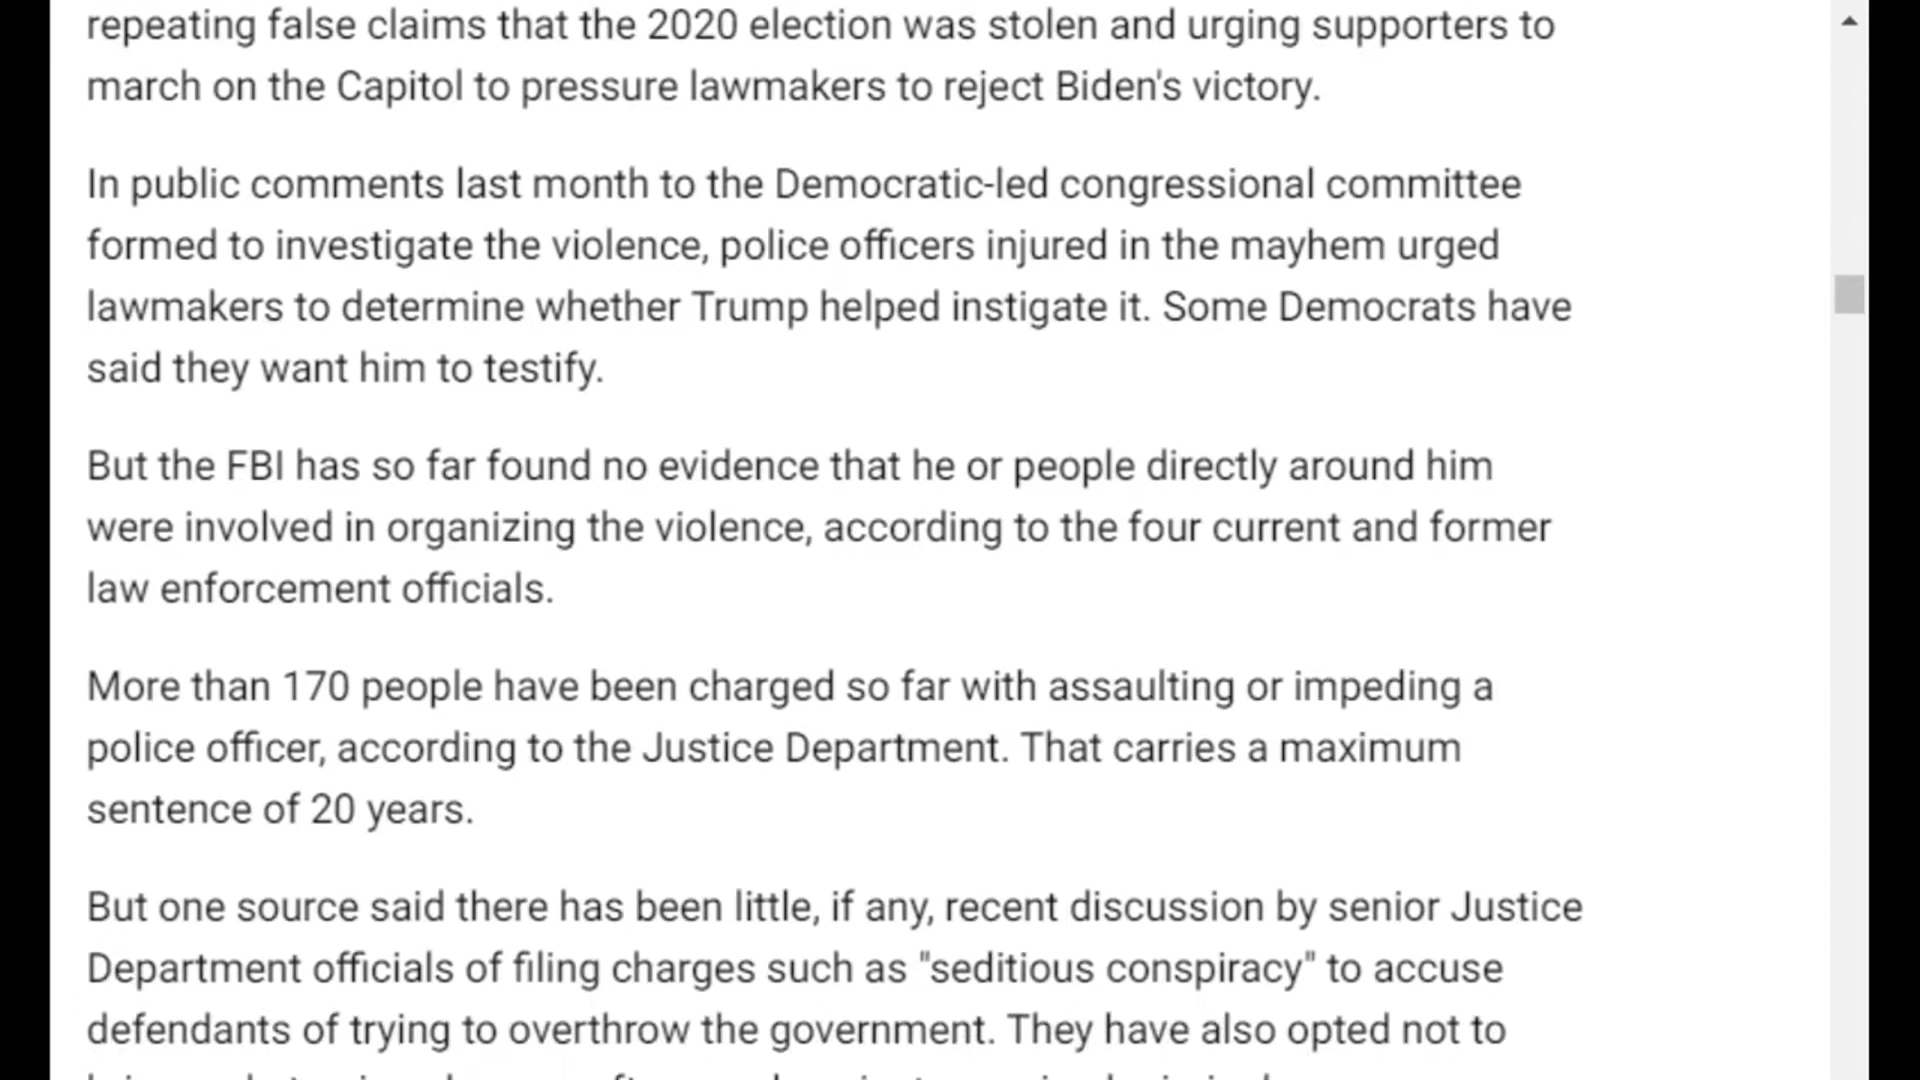 repeating false claims that the 2020 election was stolen and urging supporters to
march on the Capitol to pressure lawmakers to reject Biden's victory.
In public comments last month to the Democratic-led congressional committee
formed to investigate the violence, police officers injured in the mayhem urged
lawmakers to determine whether Trump helped instigate it. Some Democrats have
said they want him to testify.
But the FBI has so far found no evidence that he or people directly around him
were involved in organizing the violence, according to the four current and former
law enforcement officials.
More than 170 people have been charged so far with assaulting or impeding a
police officer, according to the Justice Department. That carries a maximum
sentence of 20 years.
But one source said there has been little, if any, recent discussion by senior Justice
Department officials of filing charges such as "seditious conspiracy" to accuse
defendants of trying to overthrow the government. They have also opted not to